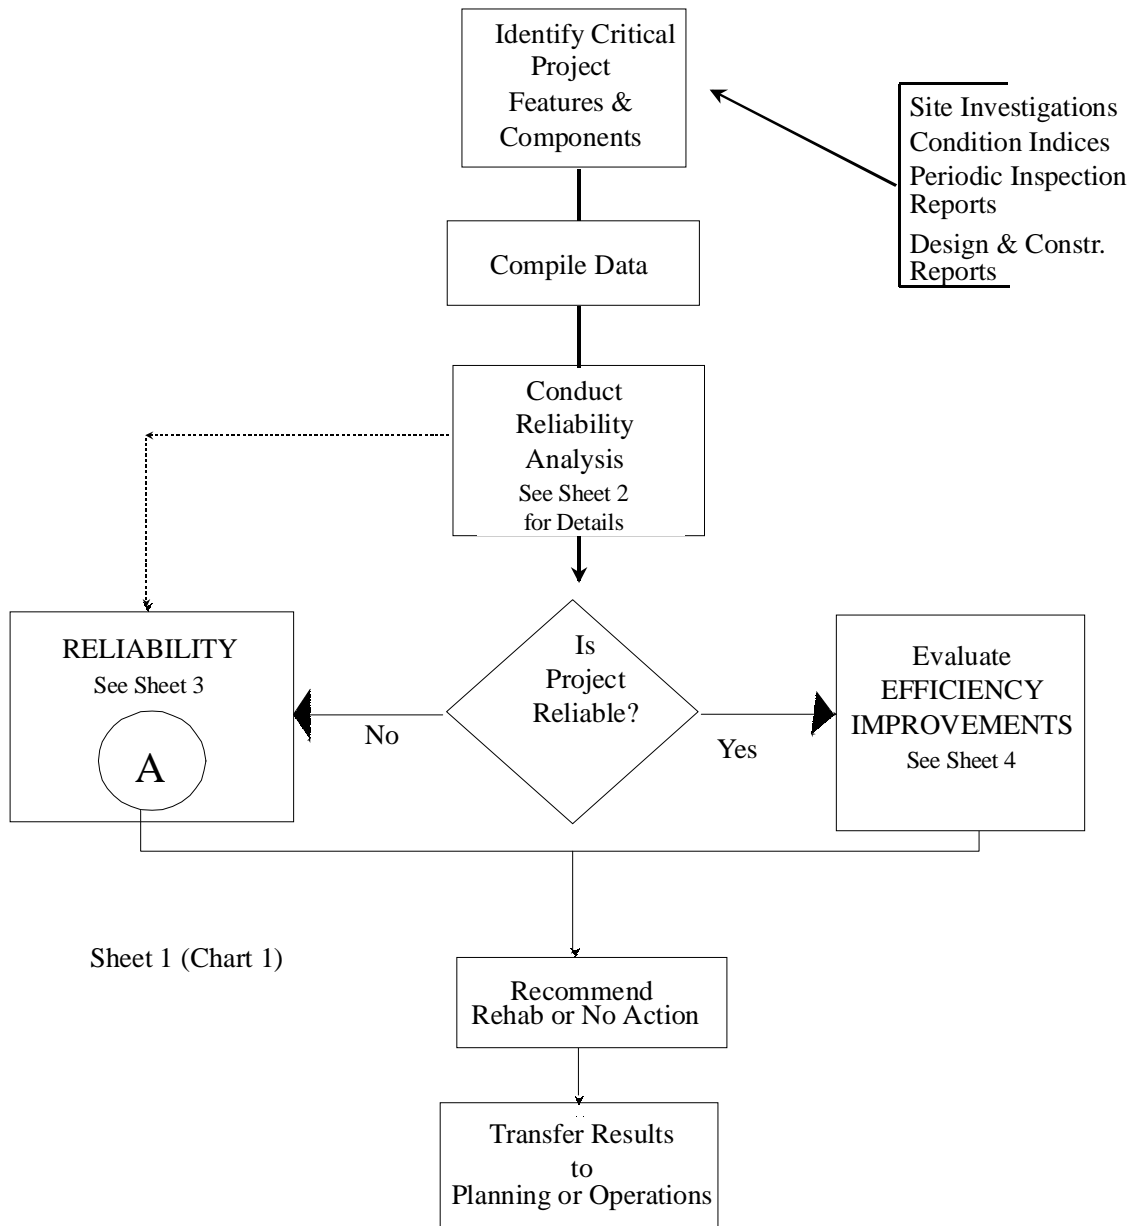 Identify Critical
Project
Features &
Components
Site Investigations
Condition Indices
Periodic Inspection
Reports
Design & Constr.
Reports
Compile Data
Conduct
Reliability
Analysis
See Sheet 2
for Details
RELIABILITY
See Sheet 3
A
Is
Project
Reliable?
No
Yes
Evaluate
EFFICIENCY
IMPROVEMENTS
See Sheet 4
Sheet 1 (Chart 1)
Recommend
Rehab or No Action
Transfer Results
to
Planning or Operations